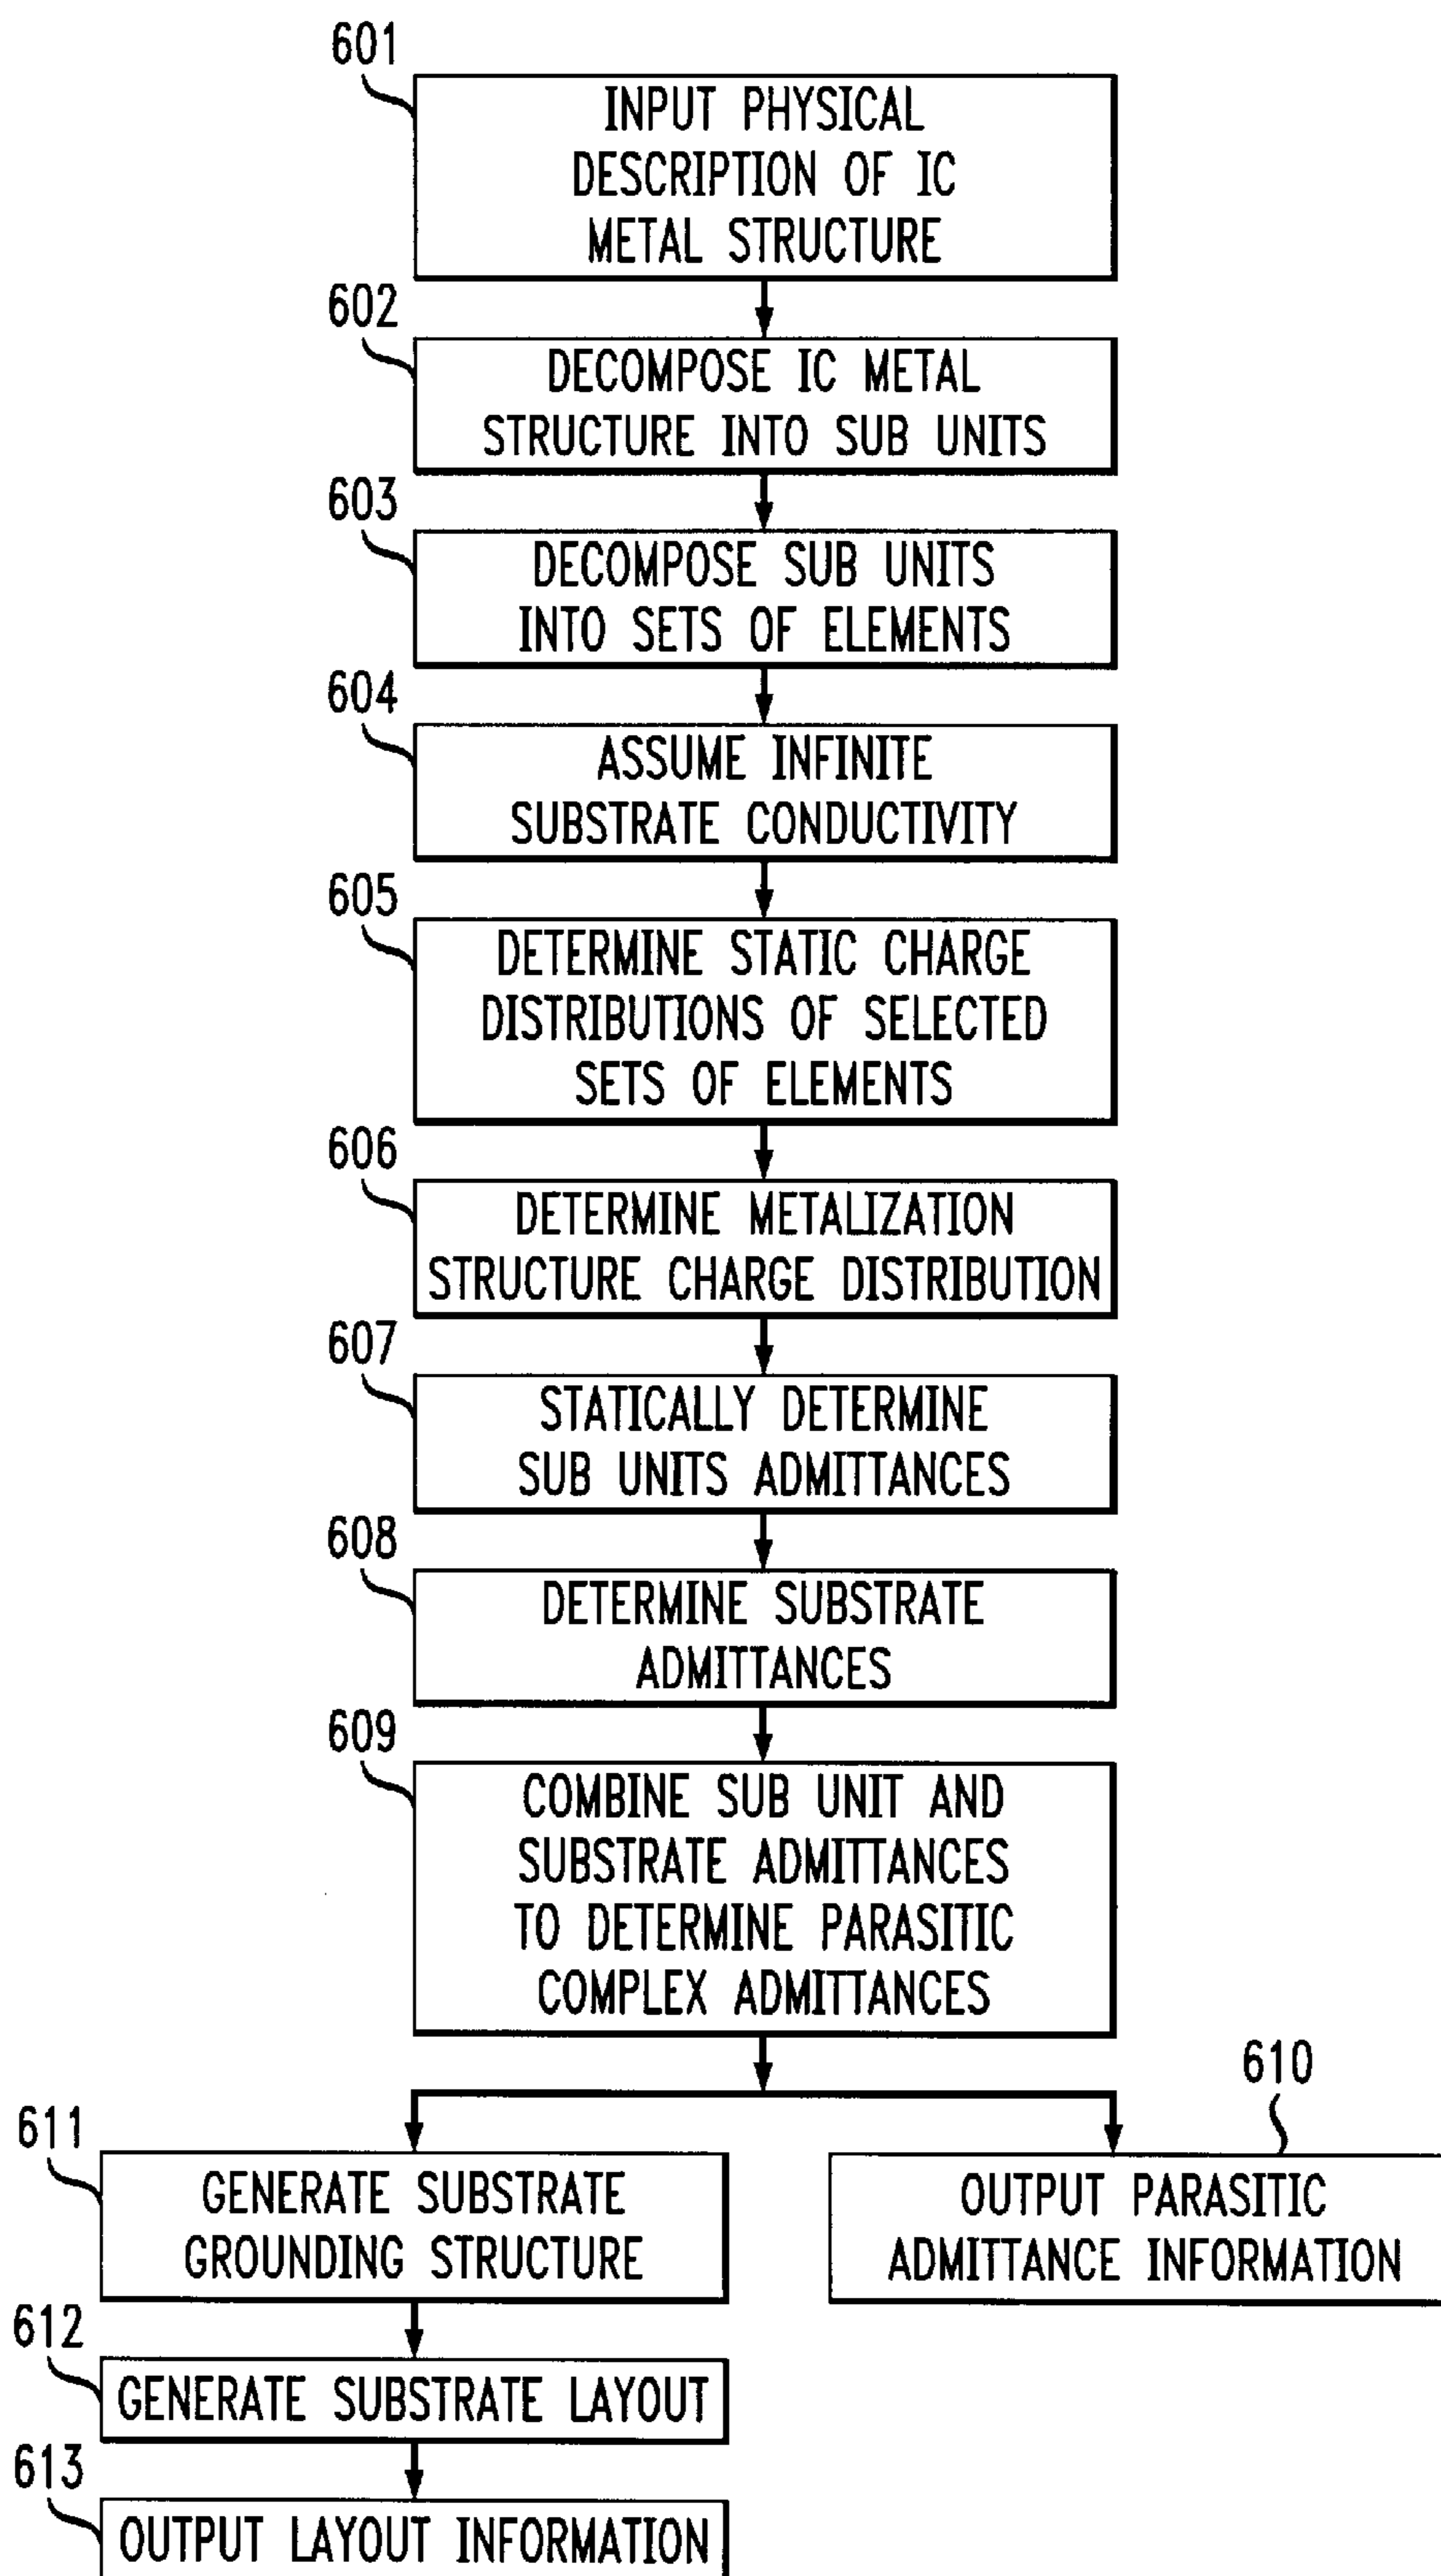 601
INPUT PHYSICAL
DESCRIPTION OF IC
METAL STRUCTURE
602
DECOMPOSE IC METAL
STRUCTURE INTO SUB UNITS
603
DECOMPOSE SUB UNITS
INTO SETS OF ELEMENTS
604
ASSUME INFINITE
SUBSTRATE CONDUCTIVITY
605
DETERMINE STATIC CHARGE
DISTRIBUTIONS OF SELECTED
SETS OF ELEMENTS
606
DETERMINE METALIZATION
STRUCTURE CHARGE DISTRIBUTION
607
STATICALLY DETERMINE
SUB UNITS ADMITTANCES
608
DETERMINE SUBSTRATE
ADMITTANCES
609
COMBINE SUB UNIT AND
SUBSTRATE ADMITTANCES
TO DETERMINE PARASITIC
COMPLEX ADMITTANCES
610
OUTPUT PARASITIC
ADMITTANCE INFORMATION
611
GENERATE SUBSTRATE
GROUNDING STRUCTURE
612
GENERATE SUBSTRATE LAYOUT
613
OUTPUT LAYOUT INFORMATION